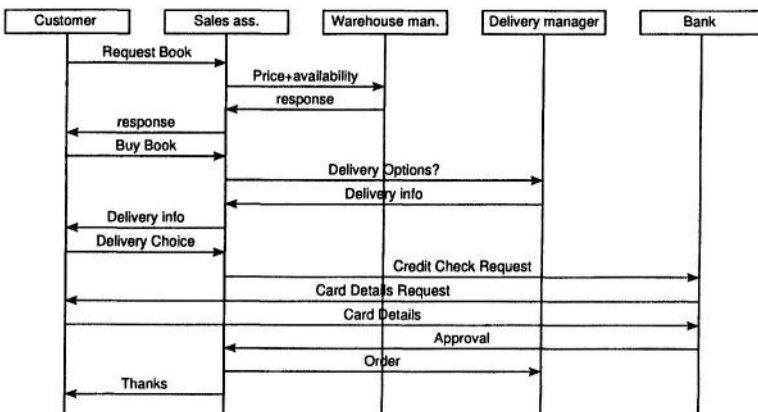 Customer Sales ass. Warehouse man. Delivery manager Bank
Request Book
Price+availability
response
response
Buy Book
Delivery Options?
Delivery info
Delivery info
Delivery Choice
Credit Check Request
Card Details Request
Card Details
Approval
Order
Thanks